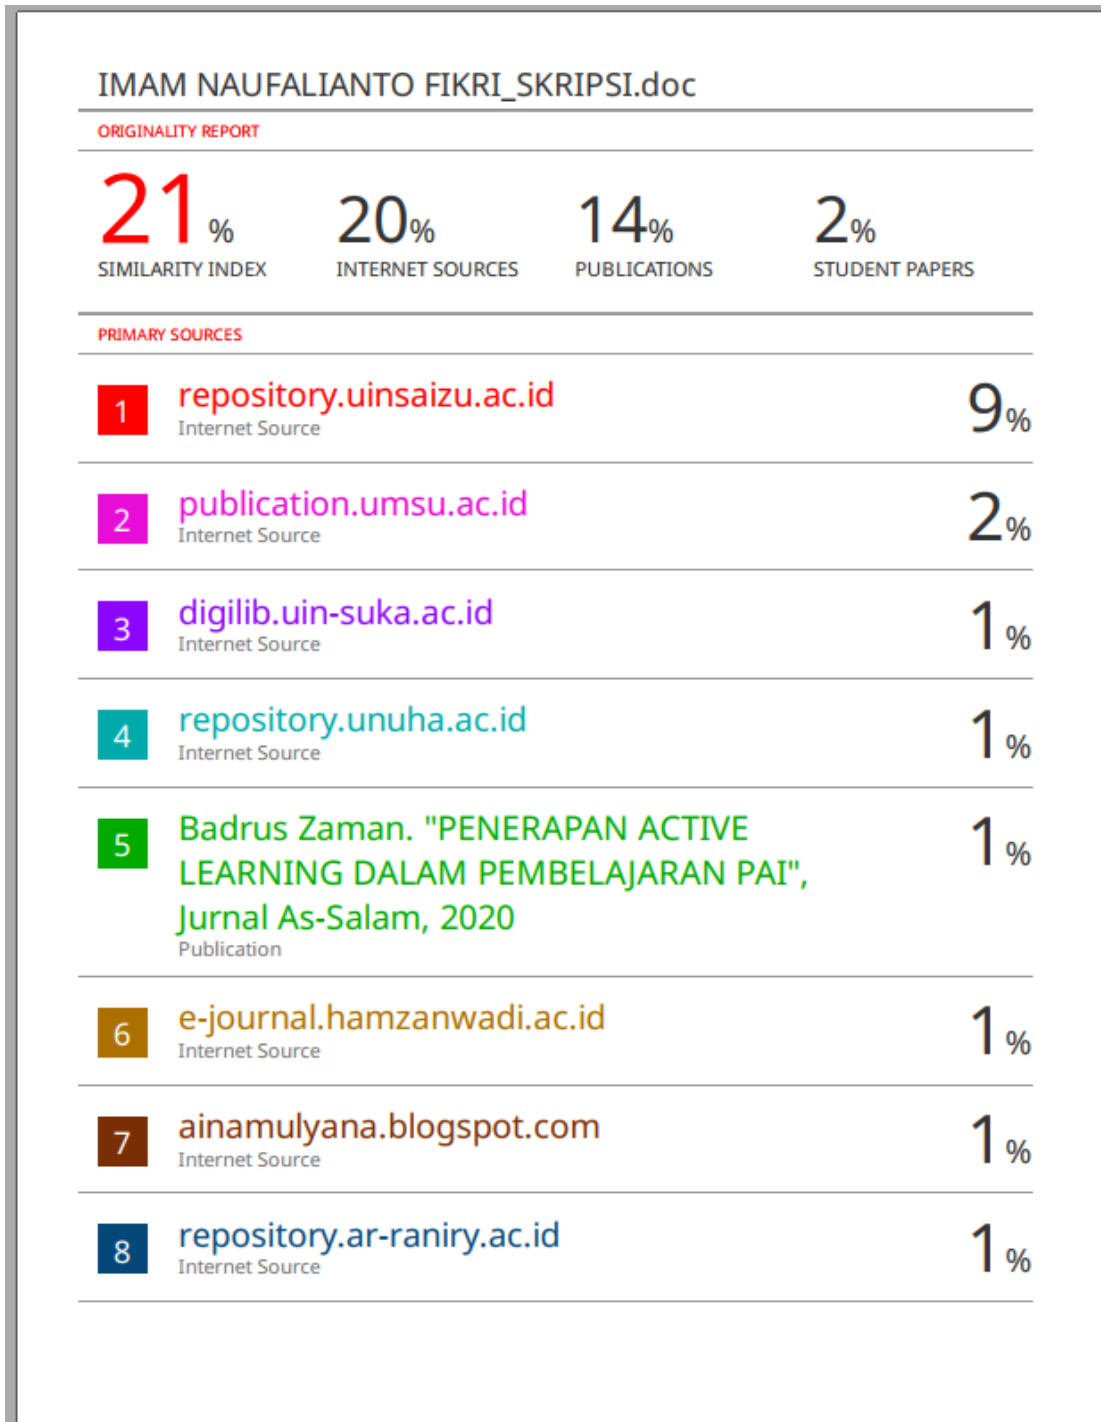 IMAM NAUFALIANTO FIKRI_SKRIPSI.doc
ORIGINALITY REPORT
21%
SIMILARITY INDEX
20%
INTERNET SOURCES
14%
PUBLICATIONS
2%
STUDENT PAPERS
PRIMARY SOURCES
1
repository.uinsaizu.ac.id
Internet Source
9%
2
publication.umsu.ac.id
Internet Source
2%
3
digilib.uin-suka.ac.id
Internet Source
1%
4
repository.unuha.ac.id
Internet Source
1%
5
Badrus Zaman. "PENERAPAN ACTIVE
LEARNING DALAM PEMBELAJARAN PAI",
Jurnal As-Salam, 2020
Publication
1%
6
e-journal.hamzanwadi.ac.id
Internet Source
1%
7
ainamulyana.blogspot.com
Internet Source
1%
8
repository.ar-raniry.ac.id
Internet Source
1%